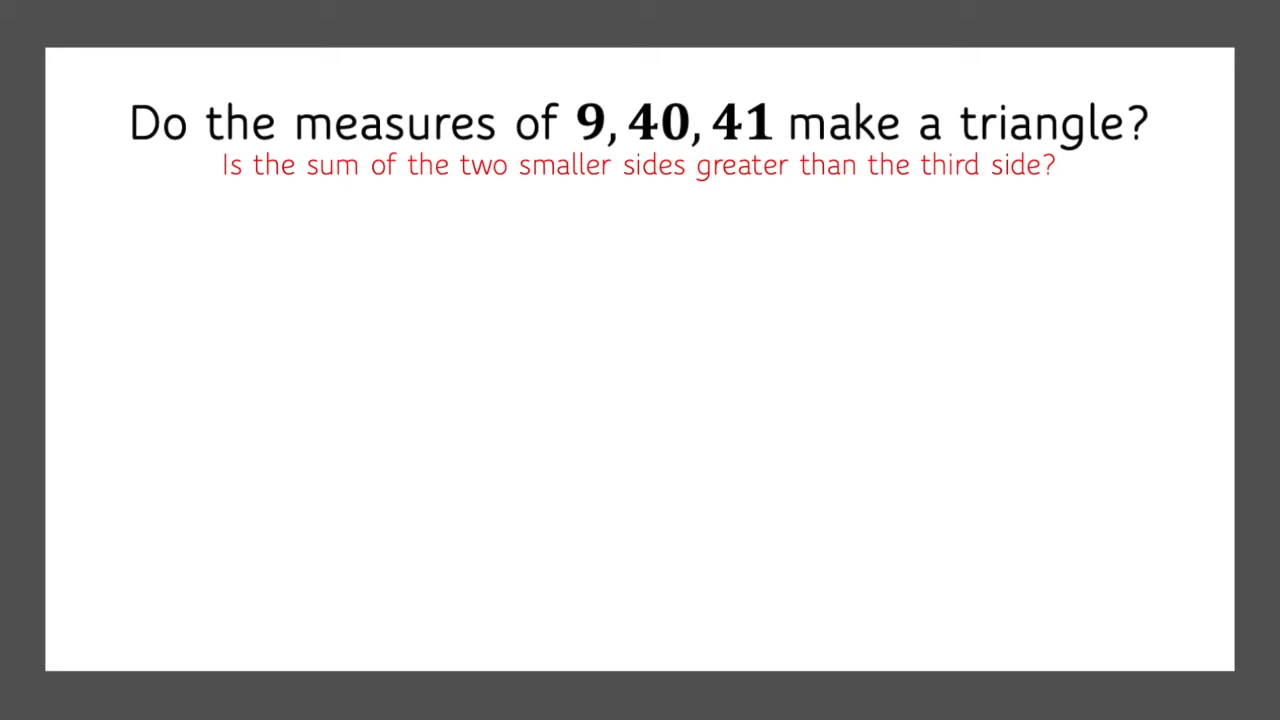 Do the measures of 9, 40, 41 make a triangle?
Is the sum of the two smaller sides greater than the third side?